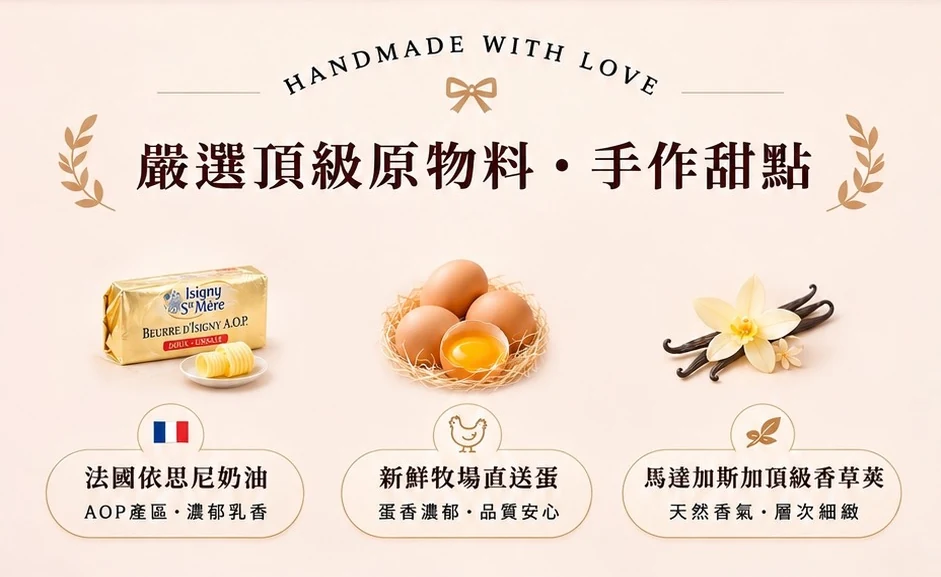 HANDMADE WITH LOVE
嚴選頂級原物料・手作甜點
Isigny
Ste Mère
BEURRE D'ISIGNY A.O.P.
DOUX - UNSALT
法國依思尼奶油
AOP產區・濃郁乳香
新鮮牧場直送蛋
蛋香濃郁・品質安心
馬達加斯加頂級香草莢
天然香氣・層次細緻